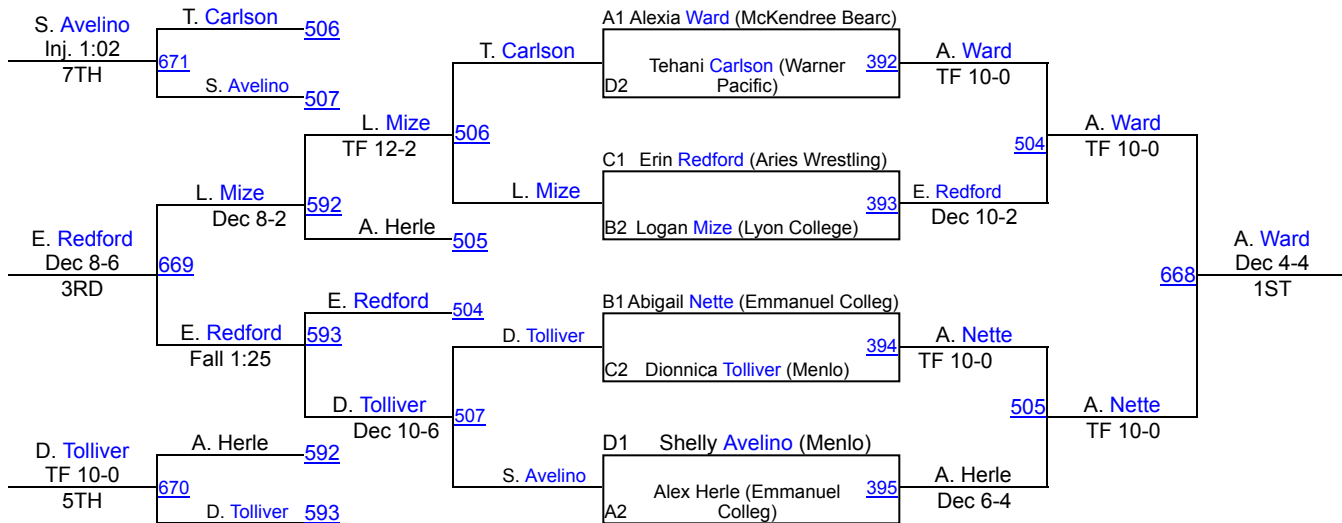 S. Avelino
Inj. 1:02
7TH
T. Carlson
506
671
S. Avelino
507
L. Mize
TF 12-2
506
T. Carlson
L. Mize
L. Mize
Dec 8-2
592
A. Herle
505
E. Redford
Dec 8-6
3RD
669
E. Redford
Fall 1:25
593
E. Redford
504
D. Tolliver
Dec 10-6
507
D. Tolliver
S. Avelino
D. Tolliver
TF 10-0
5TH
670
A. Herle
592
D. Tolliver
593
A1 Alexia Ward (McKendree Bearc)
Tehani Carlson (Warner
Pacific)
D2
392
C1 Erin Redford (Aries Wrestling)
393
B2 Logan Mize (Lyon College)
B1 Abigail Nette (Emmanuel Colleg)
394
C2 Dionnica Tolliver (Menlo)
D1 Shelly Avelino (Menlo)
Alex Herle (Emmanuel
Colleg)
A2
395
A. Ward
TF 10-0
504
E. Redford
Dec 10-2
A. Ward
TF 10-0
A. Nette
TF 10-0
505
A. Herle
Dec 6-4
A. Nette
TF 10-0
668
A. Ward
Dec 4-4
1ST